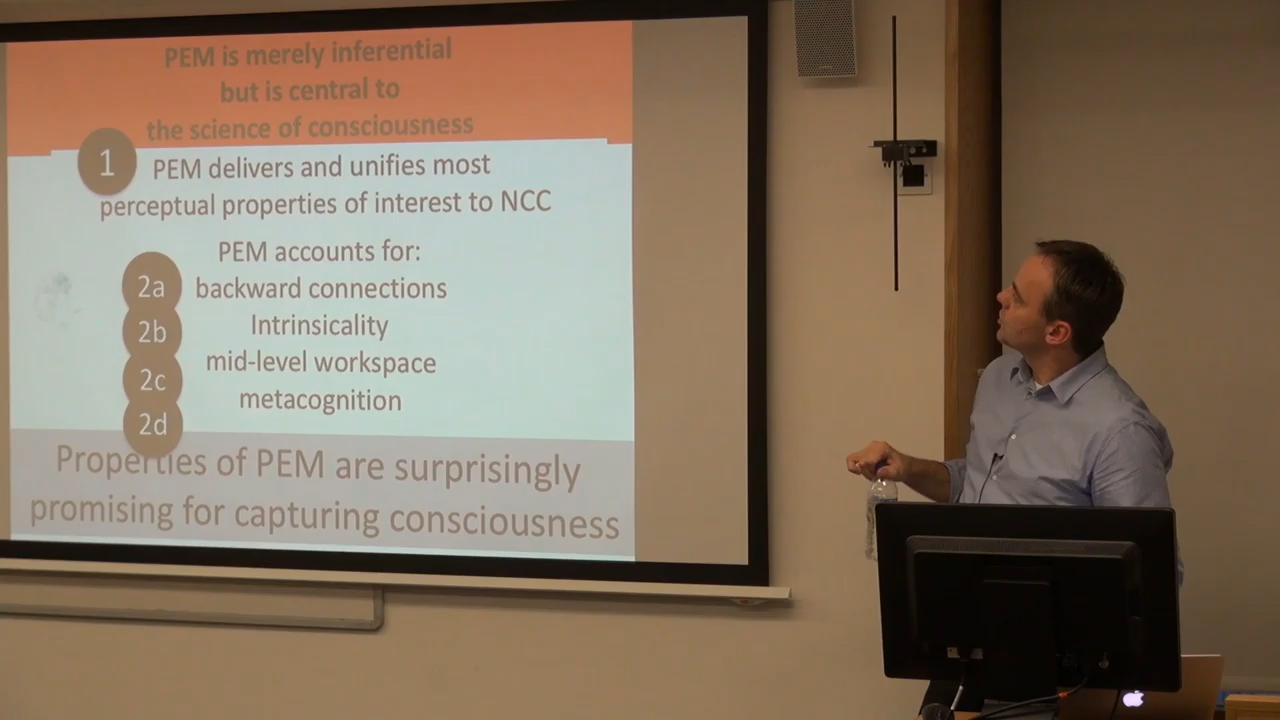 PEM is merely inferential
but is central to
the science of consciousness
1 PEM delivers and unifies most
perceptual properties of interest to NCC
PEM accounts for:
2a backward connections
2b Intrinsicality
2c mid-level workspace
2d metacognition
Properties of PEM are surprisingly
promising for capturing consciousness